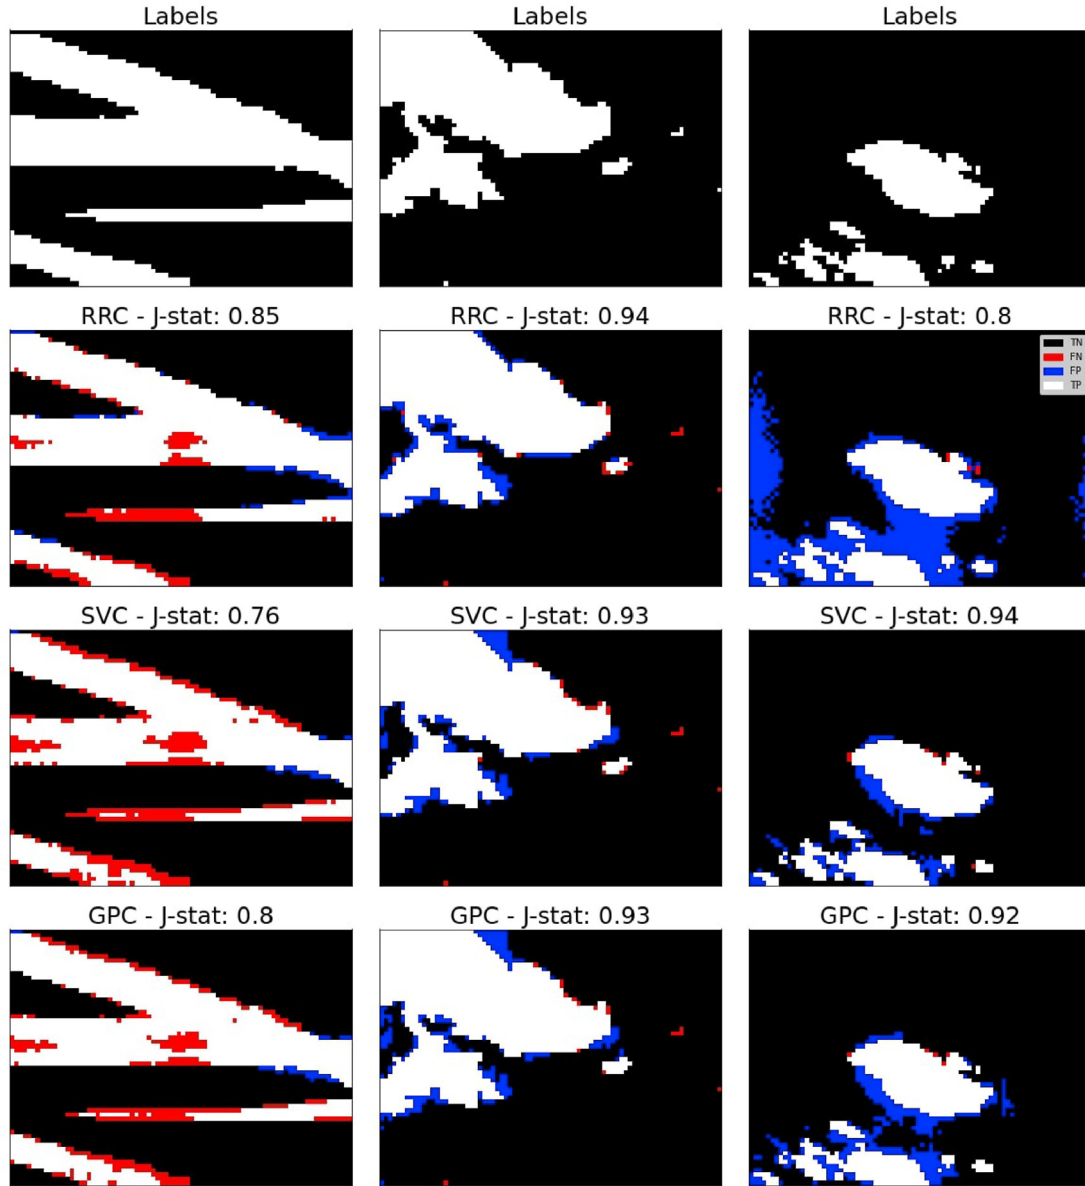 Labels
Labels
Labels
RRC - J-stat: 0.85
RRC - J-stat: 0.94
RRC - J-stat: 0.8
TN
FN
FP
TP
SVC - J-stat: 0.76
SVC - J-stat: 0.93
SVC - J-stat: 0.94
GPC - J-stat: 0.8
GPC - J-stat: 0.93
GPC - J-stat: 0.92